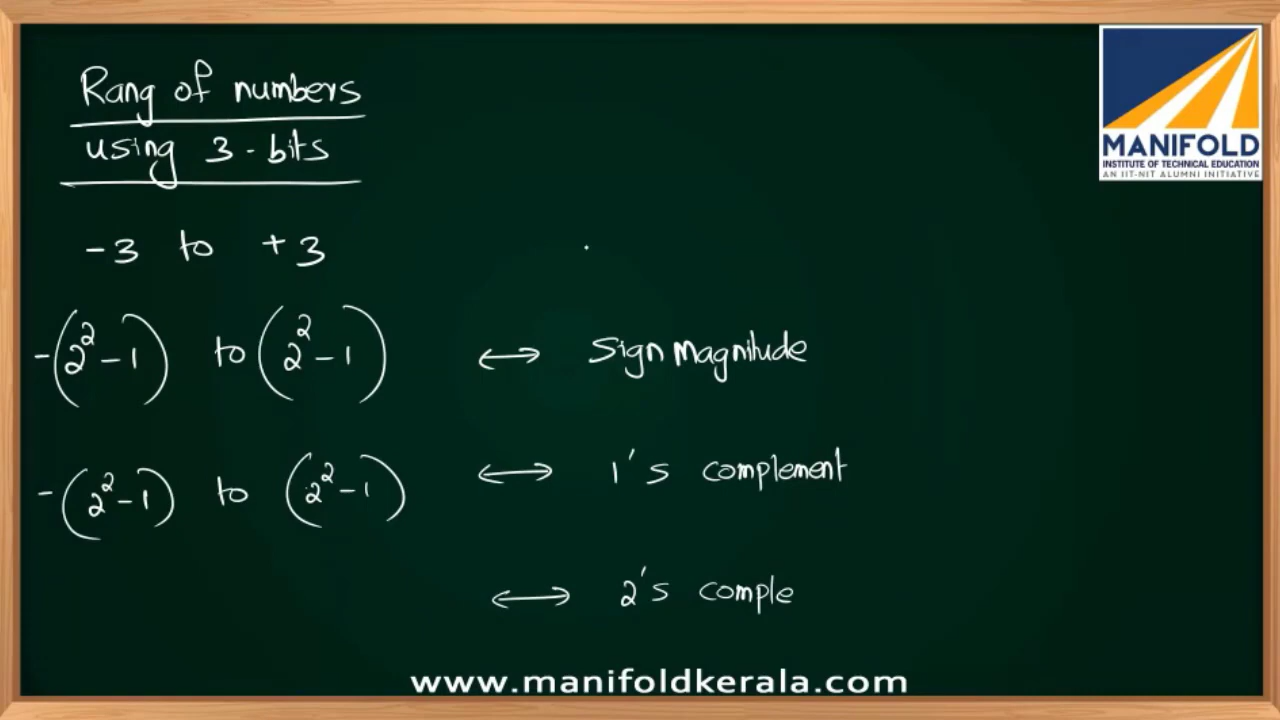 Rang of numbers
using 3-bits
-3 to +3
-(2²-1) to (2²-1) ↔ Sign Magnitude
-(2²-1) to (2²-1) ↔ 1's complement
↔ 2's comple
MANIFOLD
INSTITUTE OF TECHNICAL EDUCATION
AN IIT-NIT ALUMNI INITIATIVE
www.manifoldkerala.com